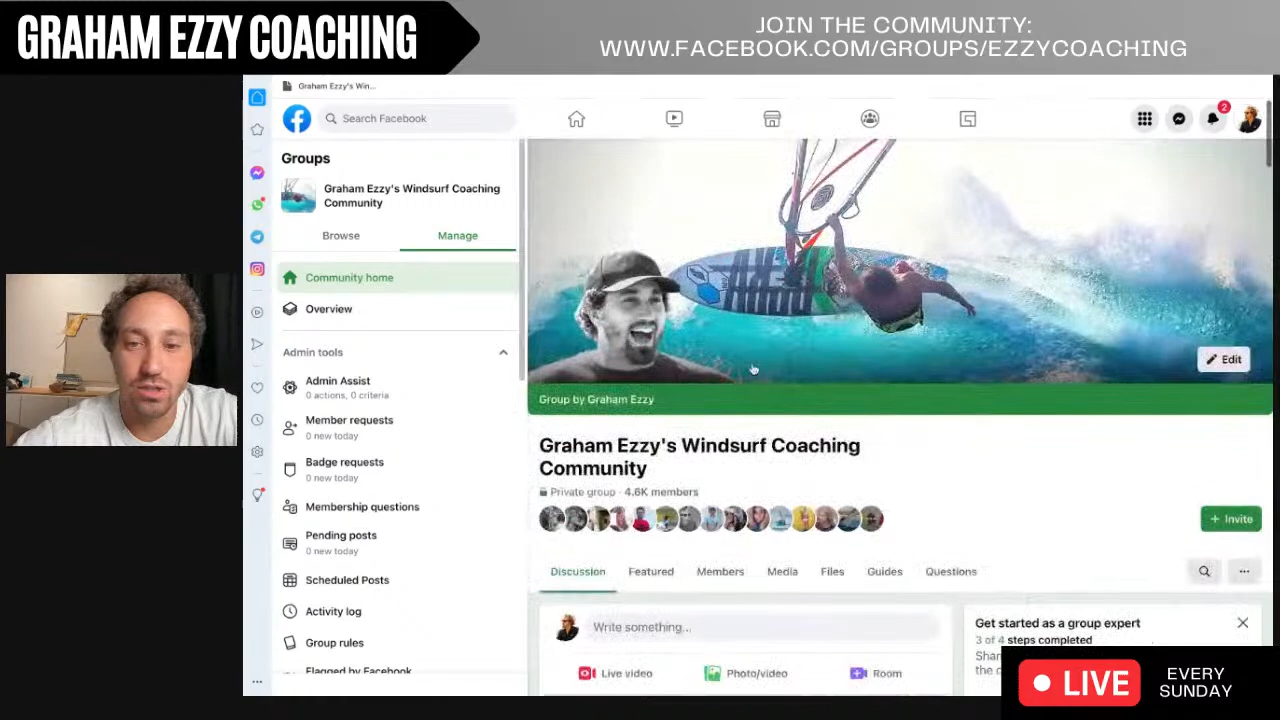 GRAHAM EZZY COACHING
JOIN THE COMMUNITY:
WWW.FACEBOOK.COM/GROUPS/EZZYCOACHING
Graham Ezzy's Win...
Search Facebook
2
Groups
Graham Ezzy's Windsurf Coaching
Community
Browse
Manage
Community home
Overview
Admin tools
Admin Assist
0 actions, 0 criteria
Member requests
0 new today
Badge requests
0 new today
Membership questions
Pending posts
0 new today
Scheduled Posts
Activity log
Group rules
Flagged by Facebook
Edit
Group by Graham Ezzy
Graham Ezzy's Windsurf Coaching
Community
Private group · 4.6K members
+ Invite
Discussion
Featured
Members
Media
Files
Guides
Questions
Write something...
Live video
Photo/video
Room
Get started as a group expert
3 of 4 steps completed
LIVE
EVERY
SUNDAY